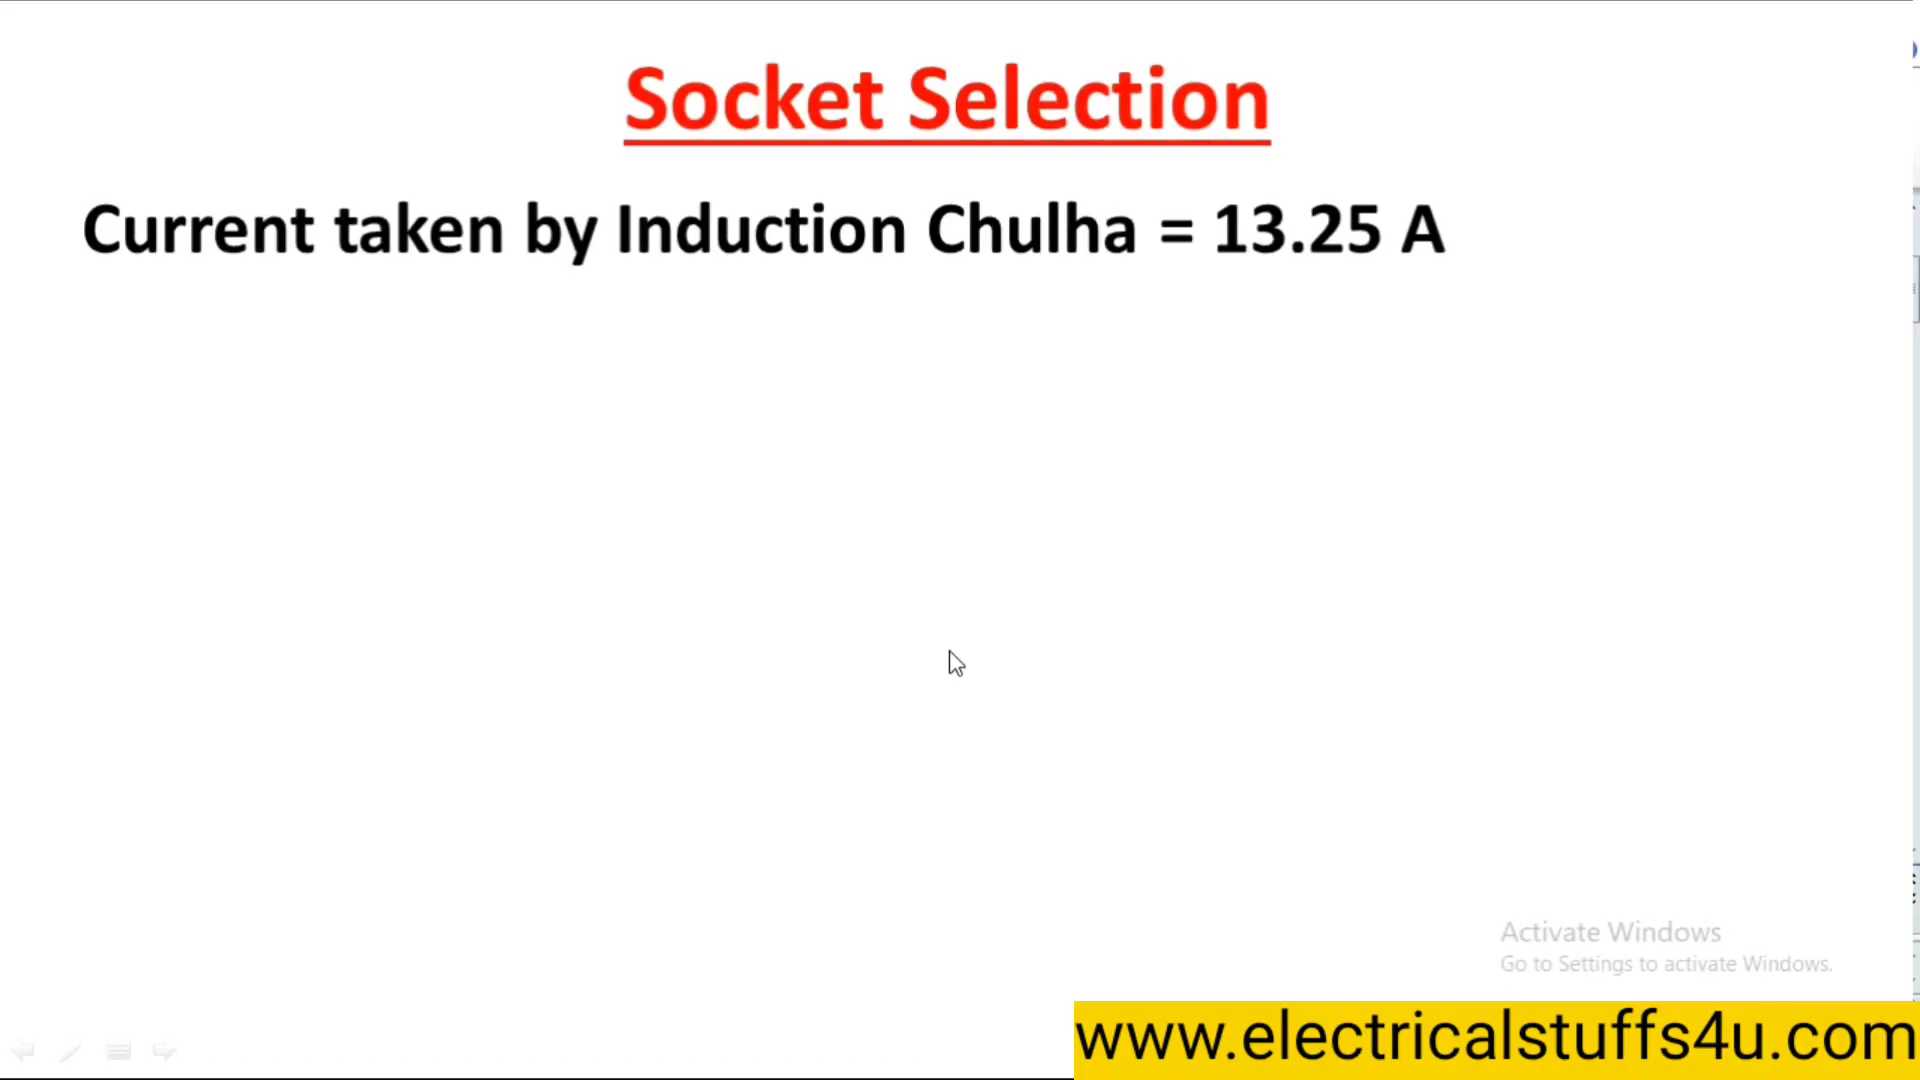 Socket Selection
Current taken by Induction Chulha = 13.25 A
Activate Windows
Go to Settings to activate Windows.
www.electricalstuffs4u.com